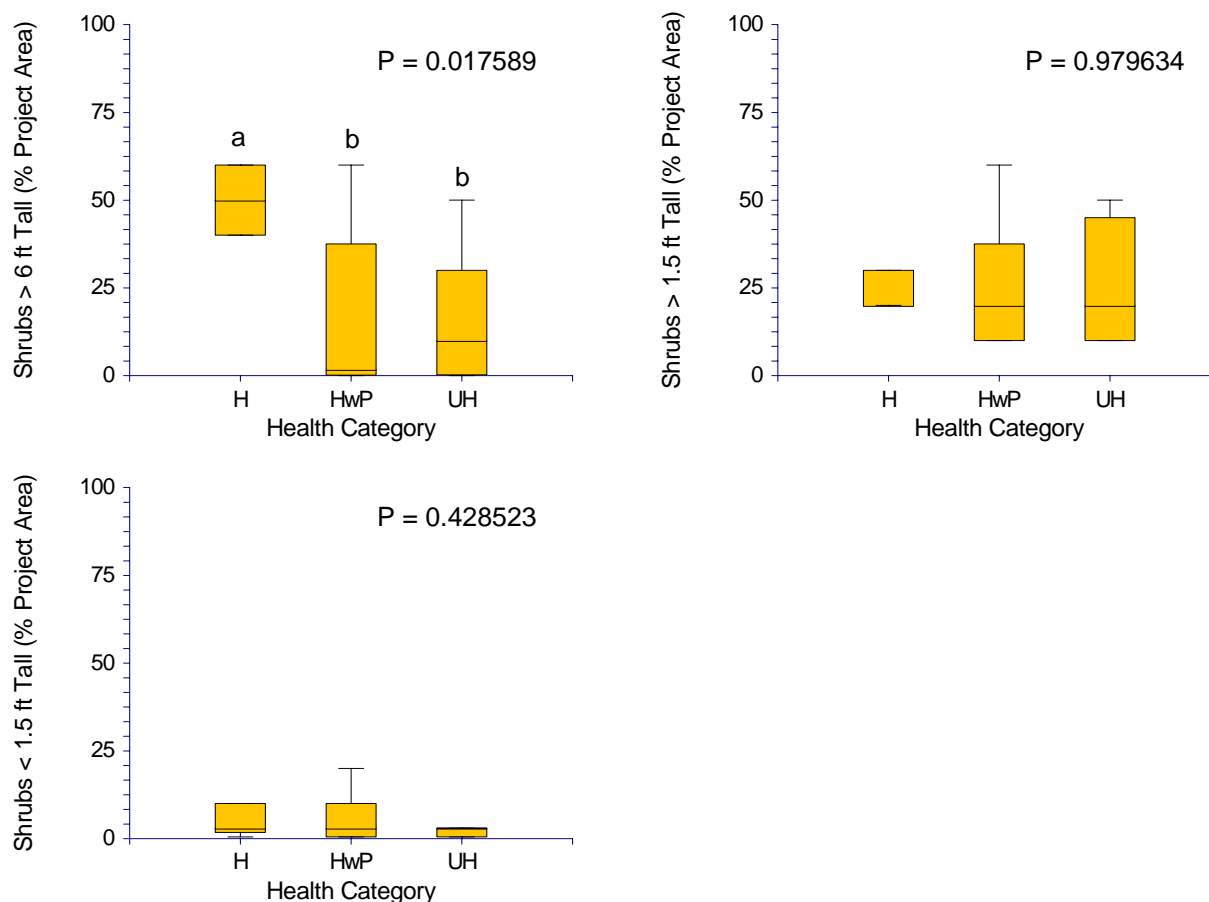 Shrubs > 6 ft Tall (% Project Area)
100
75
50
25
0
P = 0.017589
a
b
b
H
HwP
UH
Health Category
Shrubs > 1.5 ft Tall (% Project Area)
100
75
50
25
0
P = 0.979634
H
HwP
UH
Health Category
Shrubs < 1.5 ft Tall (% Project Area)
100
75
50
25
0
P = 0.428523
H
HwP
UH
Health Category